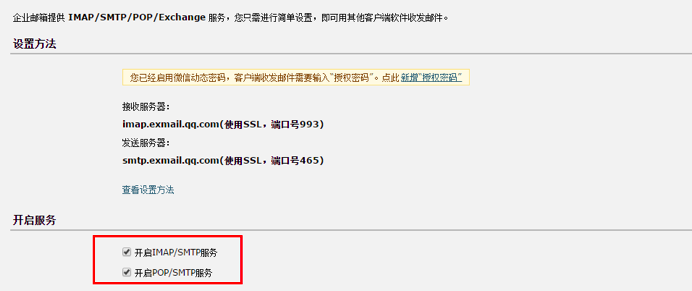 企业邮箱提供 IMAP/SMTP/POP/Exchange 服务，您只需进行简单设置，即可用其他客户端软件收发邮件。
设置方法
您已经启用微信动态密码，客户端收发邮件需要输入“授权密码”。点此 新增“授权密码”
接收服务器：
imap.exmail.qq.com(使用SSL，端口号993)
发送服务器：
smtp.exmail.qq.com(使用SSL，端口号465)
查看设置方法
开启服务
开启IMAP/SMTP服务
开启POP/SMTP服务